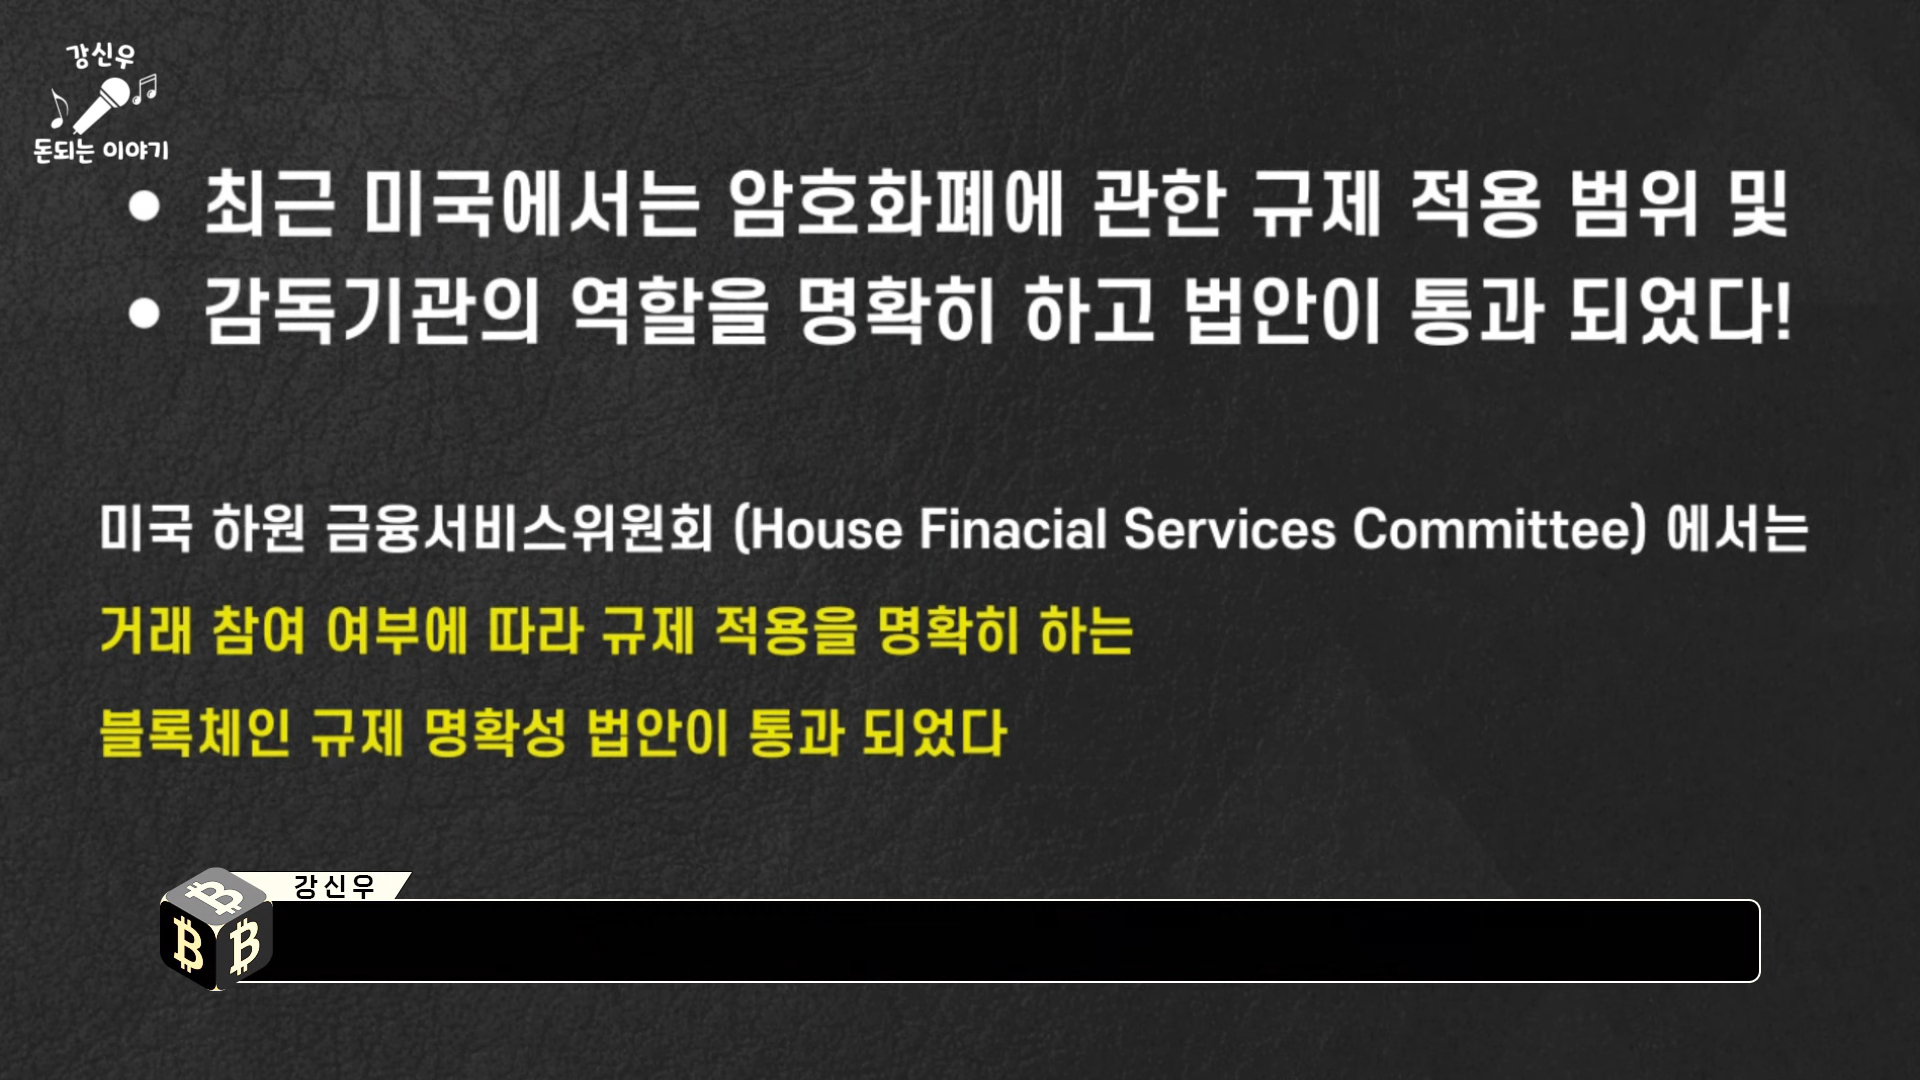 강신우
돈되는 이야기
• 최근 미국에서는 암호화폐에 관한 규제 적용 범위 및
• 감독기관의 역할을 명확히 하고 법안이 통과 되었다!
미국 하원 금융서비스위원회 (House Finacial Services Committee) 에서는
거래 참여 여부에 따라 규제 적용을 명확히 하는
블록체인 규제 명확성 법안이 통과 되었다
강신우